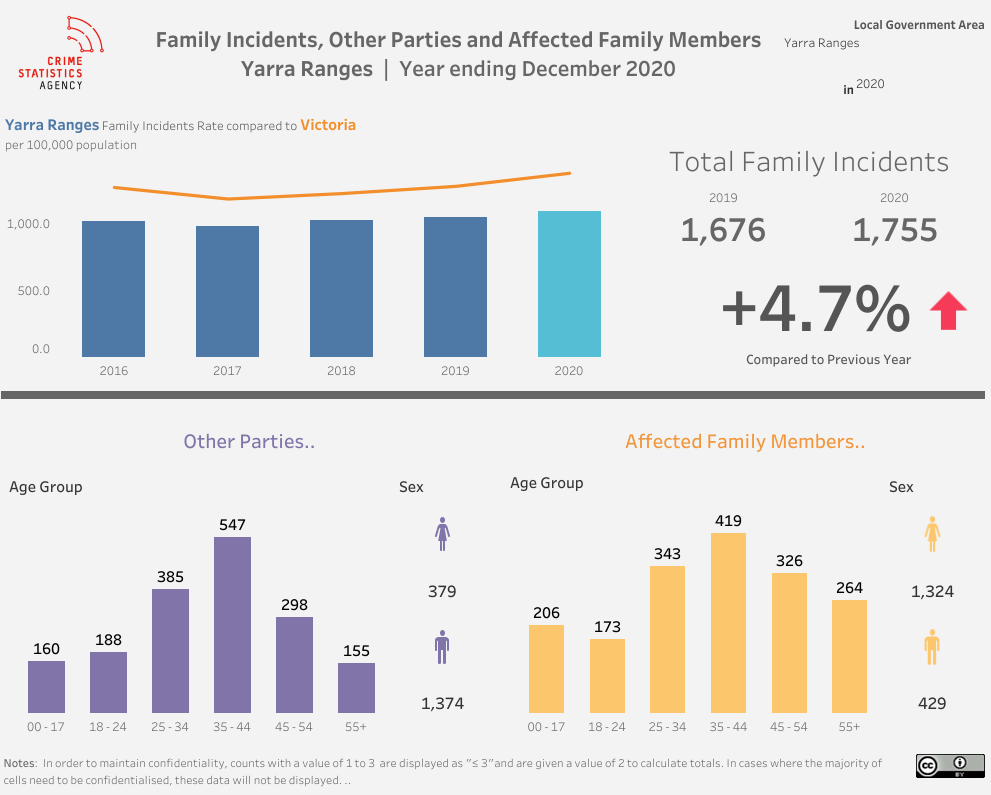 CRIME
STATISTICS
AGENCY
Family Incidents, Other Parties and Affected Family Members
Yarra Ranges | Year ending December 2020
Local Government Area
Yarra Ranges
in 2020
Yarra Ranges Family Incidents Rate compared to Victoria
per 100,000 population
1,000.0
500.0
0.0
2016 2017 2018 2019 2020
Total Family Incidents
2019 2020
1,676 1,755
+4.7%
Compared to Previous Year
Other Parties..
Age Group
160 188 385 547 298 155
00 - 17 18 - 24 25 - 34 35 - 44 45 - 54 55+
Sex
379
1,374
Affected Family Members..
Age Group
206 173 343 419 326 264
00 - 17 18 - 24 25 - 34 35 - 44 45 - 54 55+
Sex
1,324
429
Notes: In order to maintain confidentiality, counts with a value of 1 to 3 are displayed as "≤ 3"and are given a value of 2 to calculate totals. In cases where the majority of
cells need to be confidentialised, these data will not be displayed. ..
cc
BY